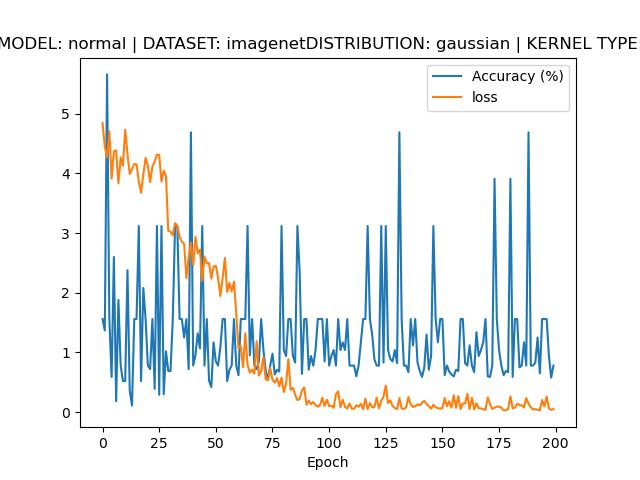 MODEL: normal | DATASET: imagenetDISTRIBUTION: gaussian | KERNEL TYPE
Accuracy (%)
loss
5
4
3
2
1
0
0 25 50 75 100 125 150 175 200
Epoch